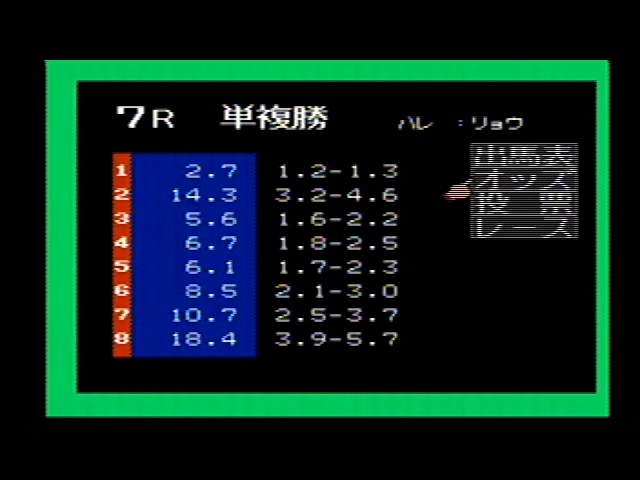 7R 単複勝 ハレ :リョウ
出馬表
オッズ
投 票
レース
1 2.7 1.2-1.3
2 14.3 3.2-4.6
3 5.6 1.6-2.2
4 6.7 1.8-2.5
5 6.1 1.7-2.3
6 8.5 2.1-3.0
7 10.7 2.5-3.7
8 18.4 3.9-5.7